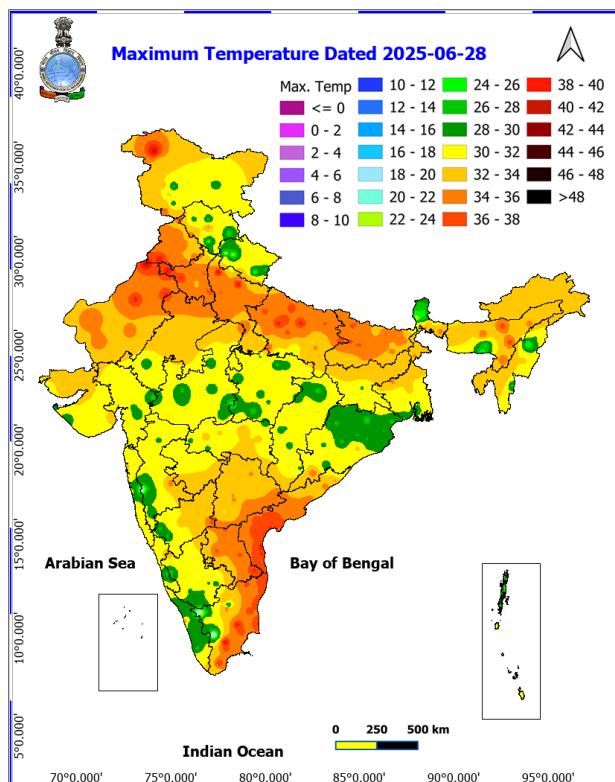 Maximum Temperature Dated 2025-06-28
Max. Temp
<= 0
0 - 2
2 - 4
4 - 6
6 - 8
8 - 10
10 - 12
12 - 14
14 - 16
16 - 18
18 - 20
20 - 22
22 - 24
24 - 26
26 - 28
28 - 30
30 - 32
32 - 34
34 - 36
36 - 38
38 - 40
40 - 42
42 - 44
44 - 46
46 - 48
>48
40°0.000'
35°0.000'
30°0.000'
25°0.000'
20°0.000'
15°0.000'
10°0.000'
5°0.000'
Arabian Sea
Bay of Bengal
Indian Ocean
0 250 500 km
70°0.000' 75°0.000' 80°0.000' 85°0.000' 90°0.000' 95°0.000'